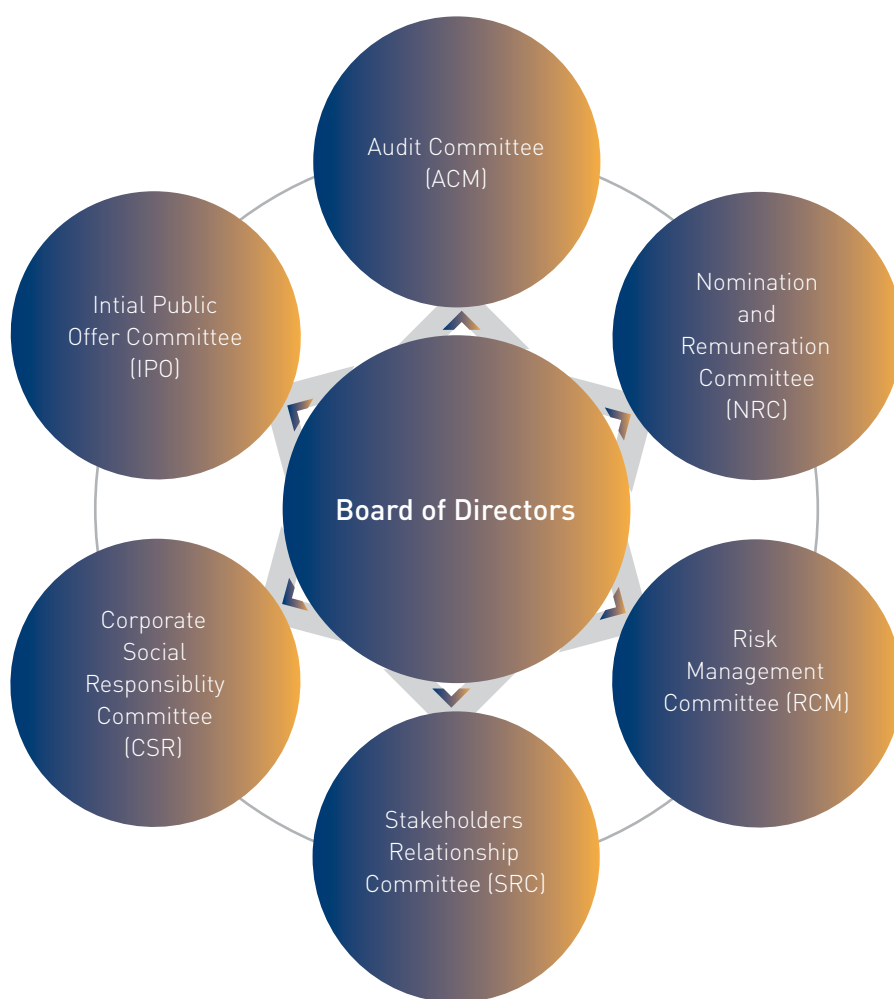 Audit Committee
(ACM)
Nomination
and
Remuneration
Committee
(NRC)
Intial Public
Offer Committee
(IPO)
Board of Directors
Corporate
Social
Responsiblity
Committee
(CSR)
Risk
Management
Committee (RCM)
Stakeholders
Relationship
Committee (SRC)